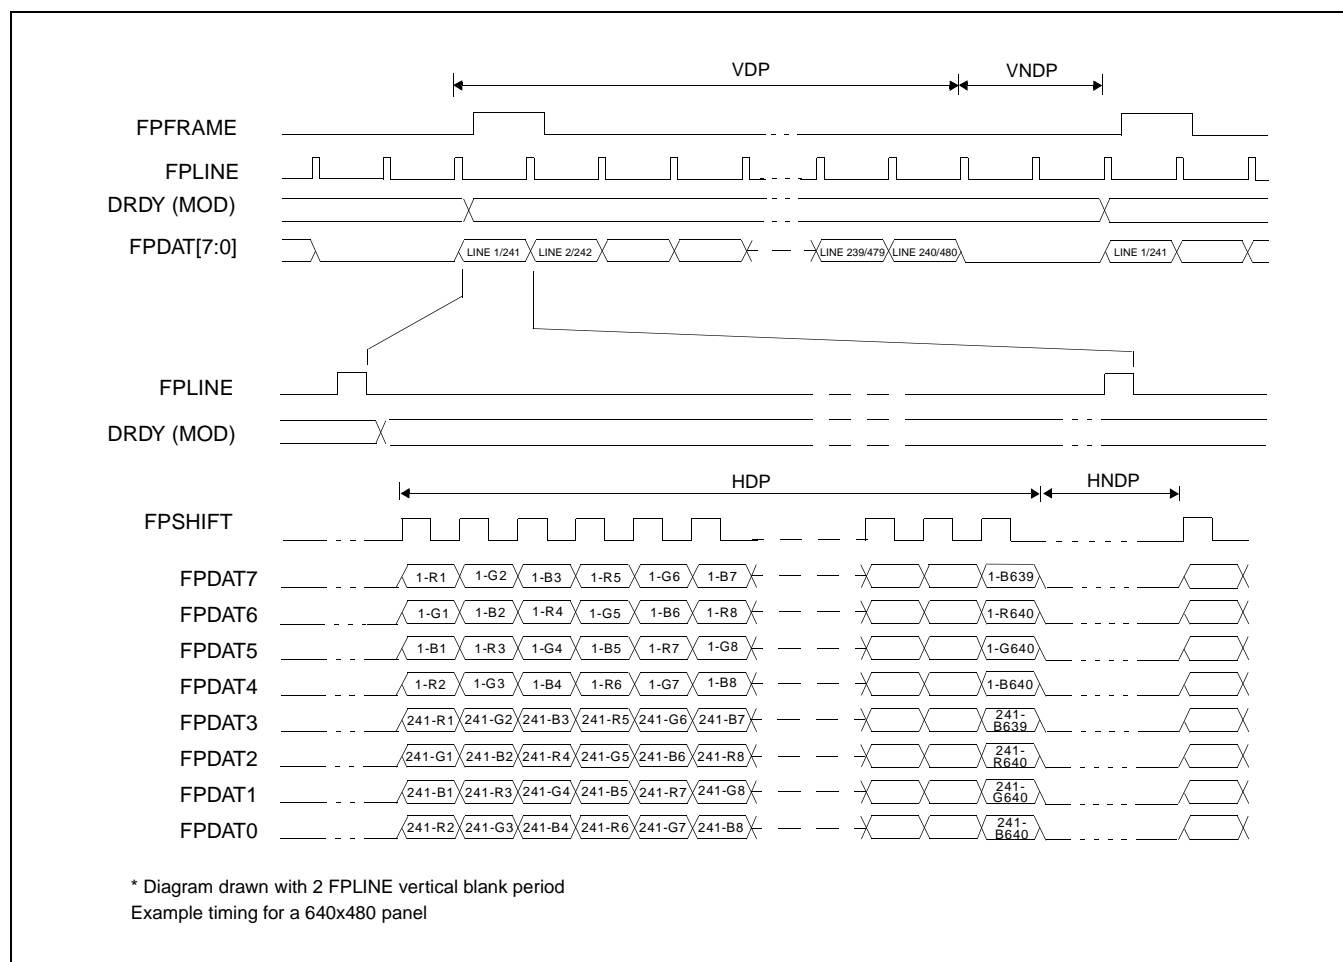 VDP VNDP
FPFRAME
FPLINE
DRDY (MOD)
FPDAT[7:0] LINE 1/241 LINE 2/242 LINE 239/479 LINE 240/480 LINE 1/241
FPLINE
DRDY (MOD)
HDP HNDP
FPSHIFT
FPDAT7 1-R1 1-G2 1-B3 1-R5 1-G6 1-B7 1-B639
FPDAT6 1-G1 1-B2 1-R4 1-G5 1-B6 1-R8 1-R640
FPDAT5 1-B1 1-R3 1-G4 1-B5 1-R7 1-G8 1-G640
FPDAT4 1-R2 1-G3 1-B4 1-R6 1-G7 1-B8 1-B640
FPDAT3 241-R1 241-G2 241-B3 241-R5 241-G6 241-B7 241-B639
FPDAT2 241-G1 241-B2 241-R4 241-G5 241-B6 241-R8 241-R640
FPDAT1 241-B1 241-R3 241-G4 241-B5 241-R7 241-G8 241-G640
FPDAT0 241-R2 241-G3 241-B4 241-R6 241-G7 241-B8 241-B640
* Diagram drawn with 2 FPLINE vertical blank period
Example timing for a 640x480 panel